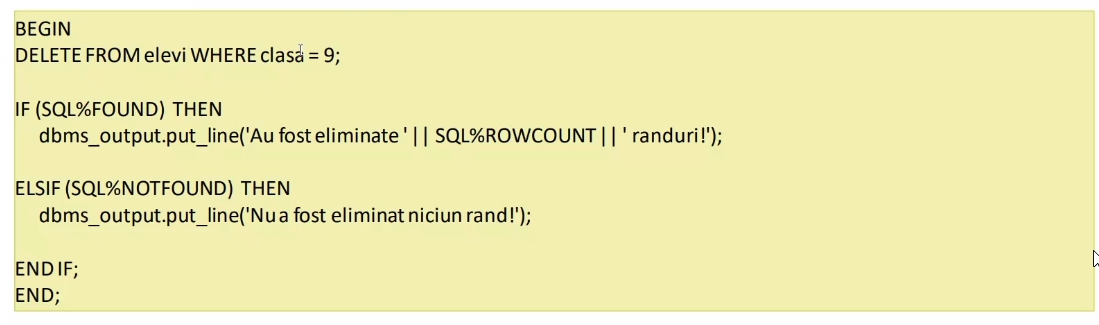 BEGIN
DELETE FROM elevi WHERE clasa = 9;
IF (SQL%FOUND) THEN
dbms_output.put_line('Au fost eliminate ' || SQL%ROWCOUNT || ' randuri!');
ELSIF (SQL%NOTFOUND) THEN
dbms_output.put_line('Nu a fost eliminat niciun rand!');
END IF;
END;